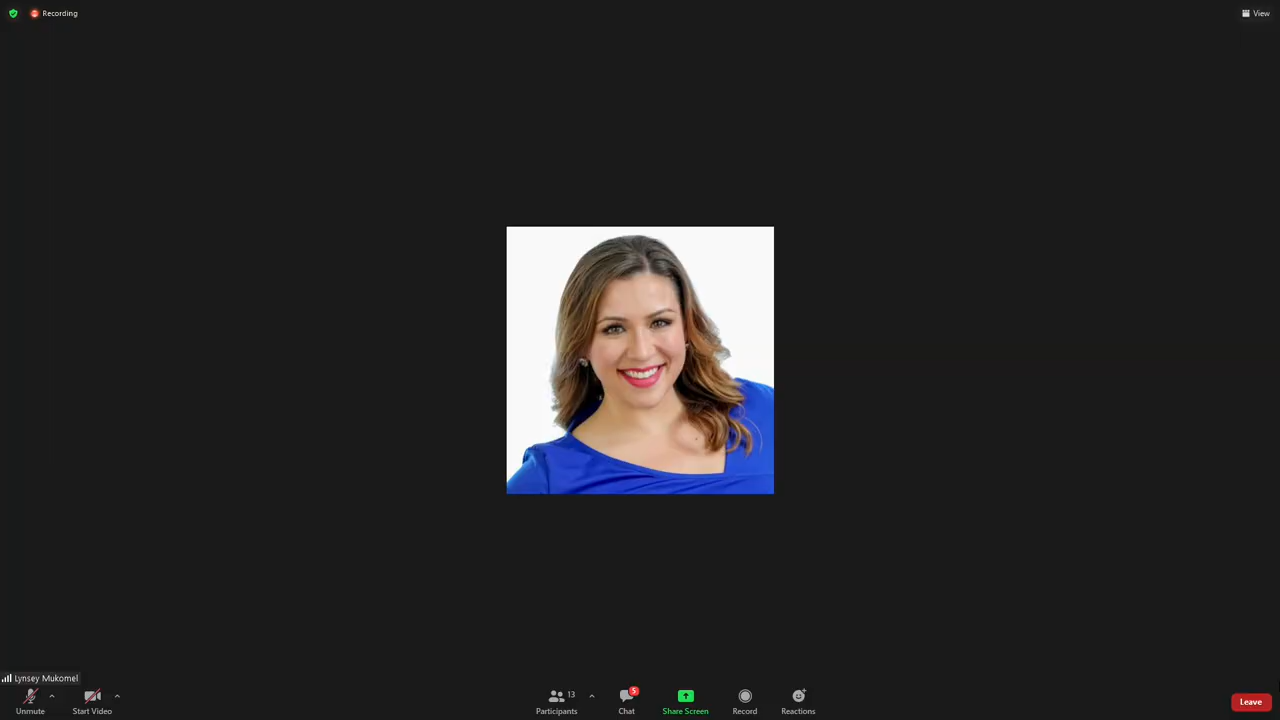 Recording
View
Lynsey Mukomel
Unmute
Start Video
13
Participants
5
Chat
Share Screen
Record
Reactions
Leave